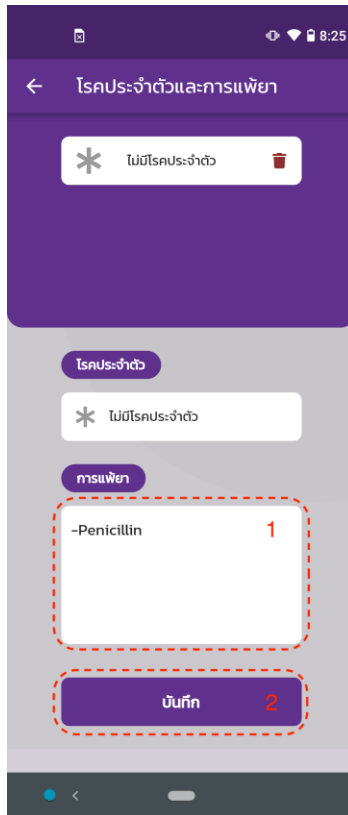 8:25
โรคประจำตัวและการแพ้ยา
ไม่มีโรคประจำตัว
โรคประจำตัว
ไม่มีโรคประจำตัว
การแพ้ยา
-Penicillin 1
บันทึก 2